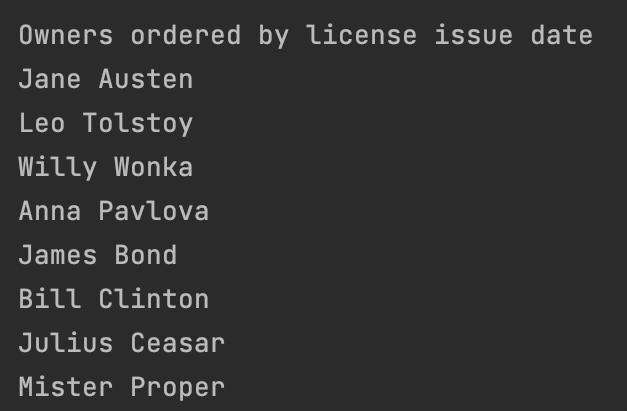 Owners ordered by license issue date
Jane Austen
Leo Tolstoy
Willy Wonka
Anna Pavlova
James Bond
Bill Clinton
Julius Ceasar
Mister Proper